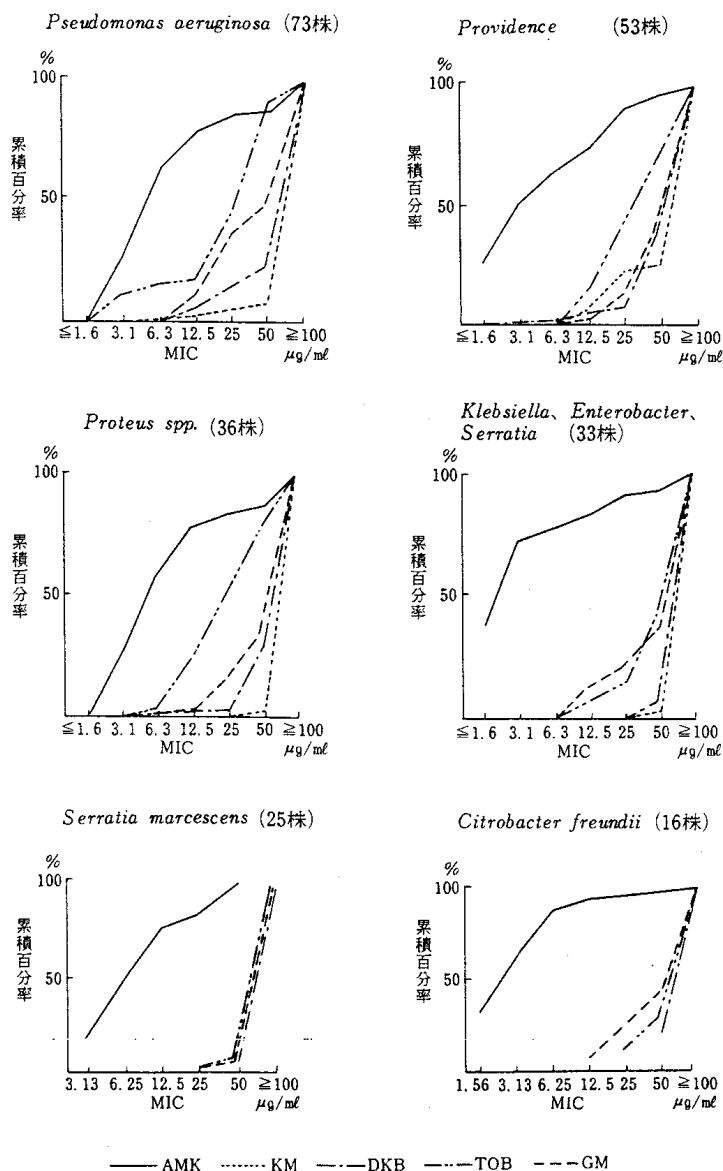 Pseudomonas aeruginosa (73株)
%
100
50
累積百分率
≦1.6 3.1 6.3 12.5 25 50 ≧100
MIC μg/ml
Providence (53株)
%
100
50
累積百分率
≦1.6 3.1 6.3 12.5 25 50 ≧100
MIC μg/ml
Proteus spp. (36株)
%
100
50
累積百分率
≦1.6 3.1 6.3 12.5 25 50 ≧100
MIC μg/ml
Klebsiella、Enterobacter、
Serratia (33株)
%
100
50
累積百分率
≦1.6 3.1 6.3 12.5 25 50 ≧100
MIC μg/ml
Serratia marcescens (25株)
%
100
50
累積百分率
3.13 6.25 12.5 25 50 ≧100
MIC μg/ml
Citrobacter freundii (16株)
%
100
50
累積百分率
1.56 3.13 6.25 12.5 25 50 ≧100
MIC μg/ml
AMK KM DKB TOB GM